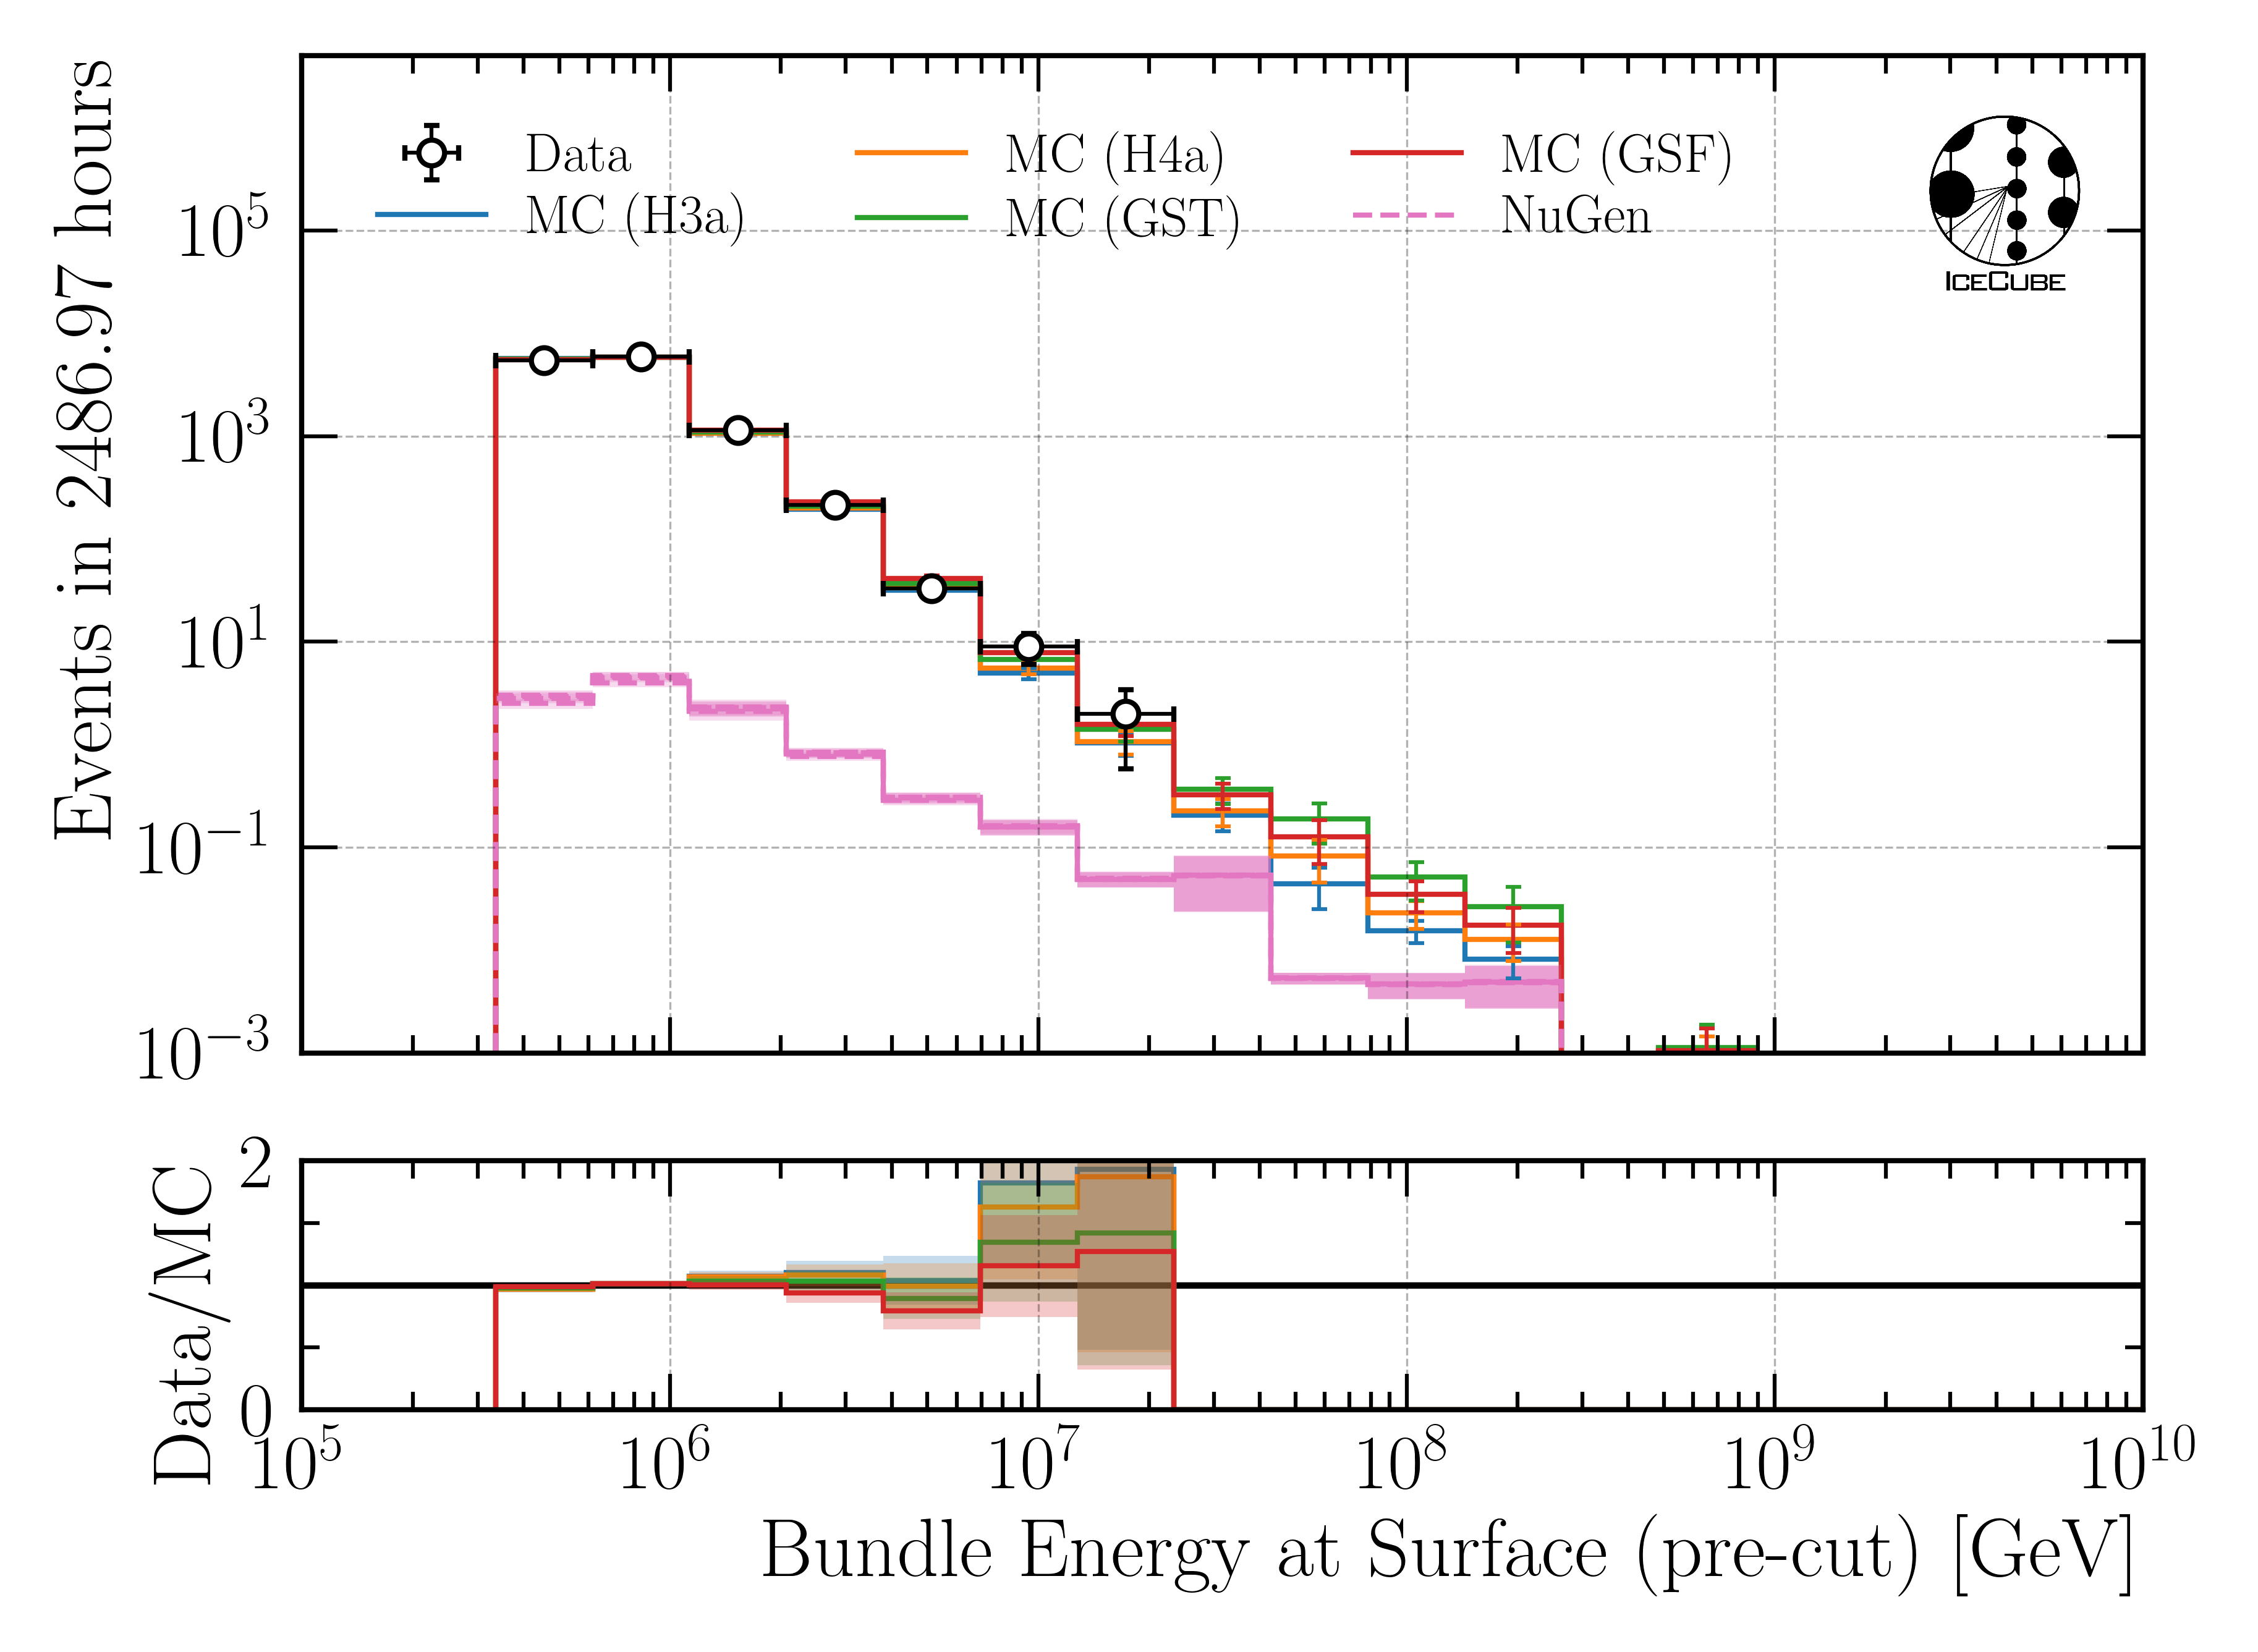 Events in 2486.97 hours
10^5
10^3
10^1
10^−1
10^−3
Data
MC (H3a)
MC (H4a)
MC (GST)
MC (GSF)
NuGen
ICECUBE
Data/MC
2
0
10^5 10^6 10^7 10^8 10^9 10^10
Bundle Energy at Surface (pre-cut) [GeV]